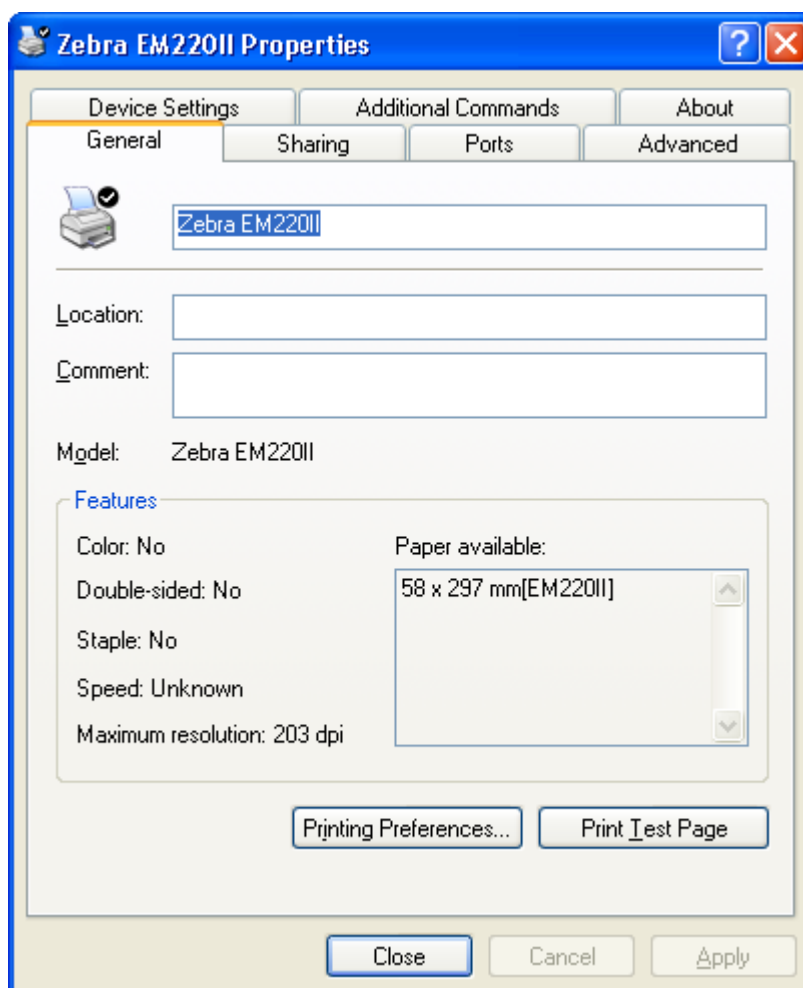 Zebra EM220II Properties
Device Settings Additional Commands About
General Sharing Ports Advanced
Zebra EM220II
Location:
Comment:
Model: Zebra EM220II
Features
Color: No
Paper available:
Double-sided: No
58 x 297 mm[EM220II]
Staple: No
Speed: Unknown
Maximum resolution: 203 dpi
Printing Preferences... Print Test Page
Close Cancel Apply